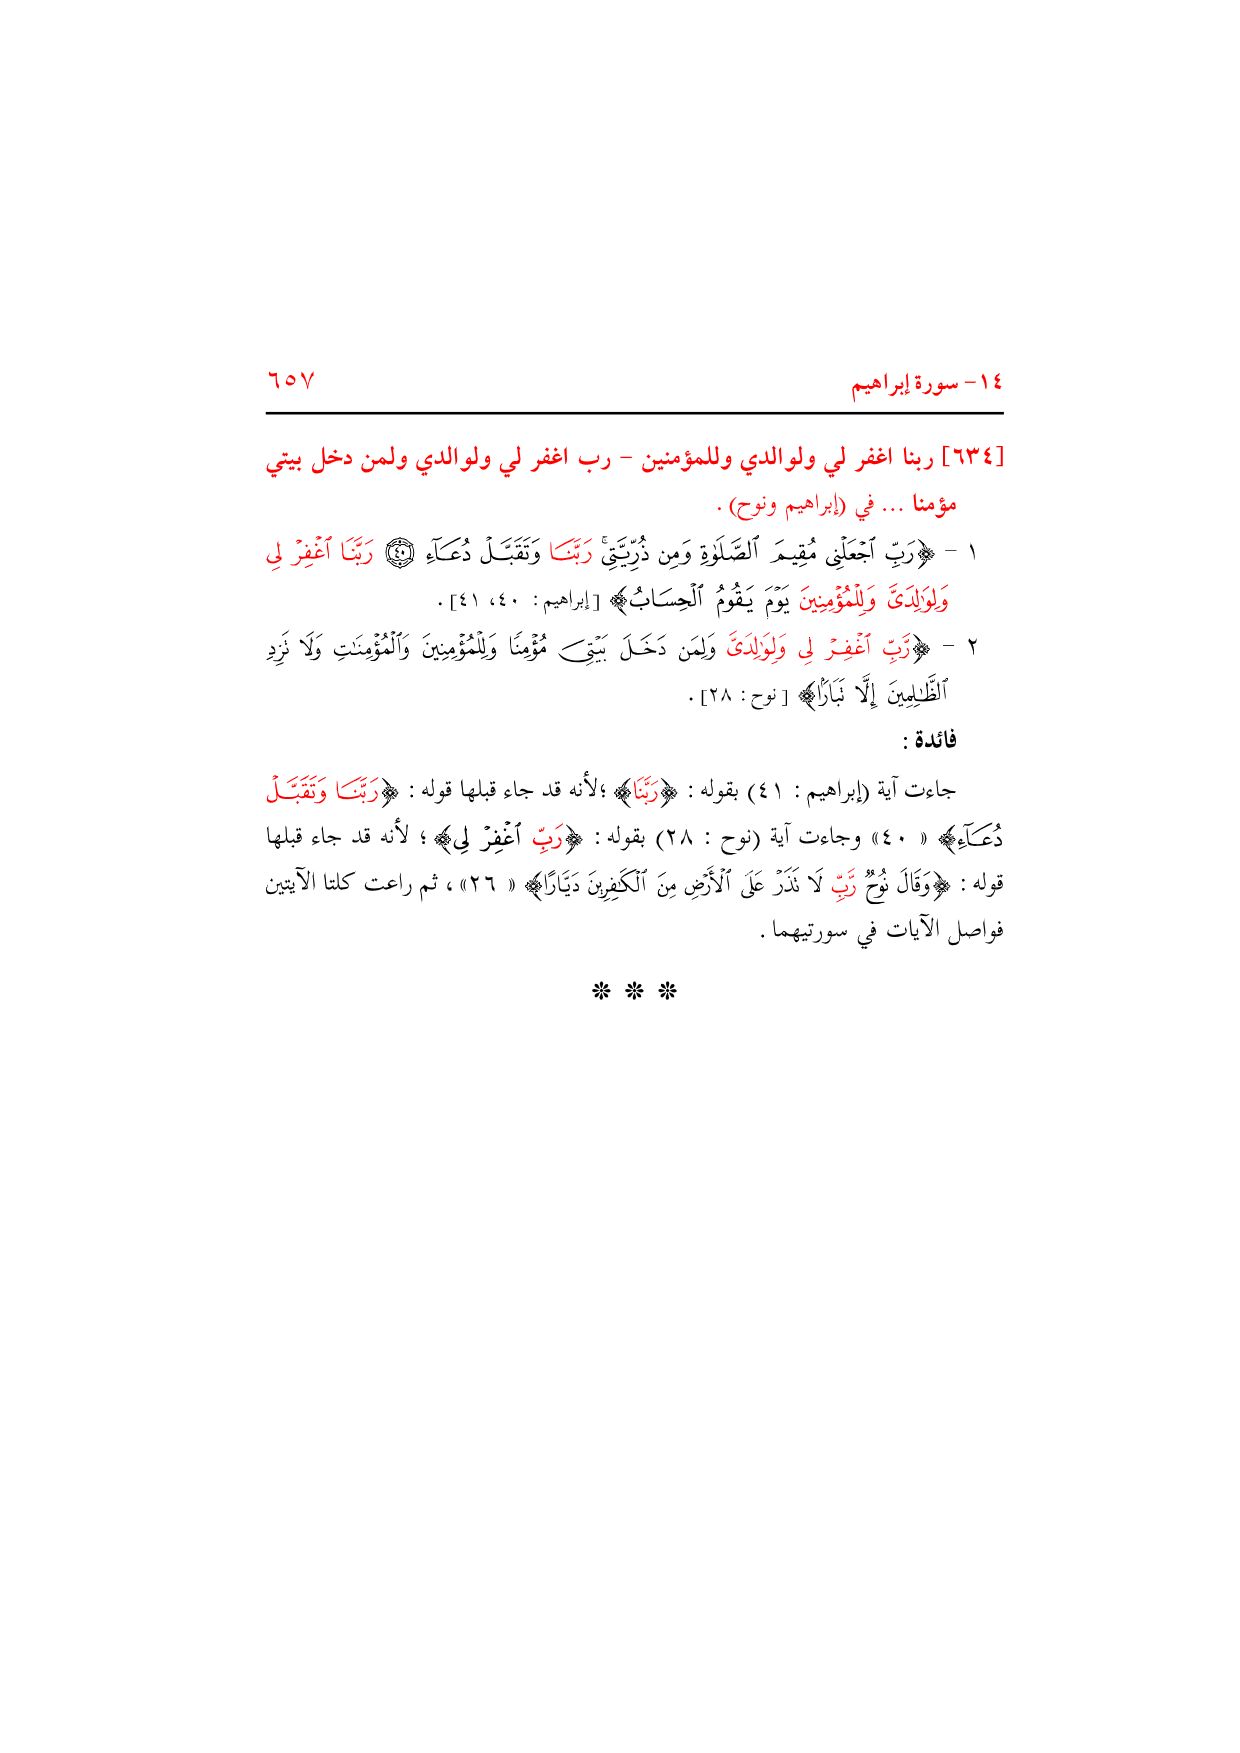 ١٤- سورة إبراهيم ٦٥٧
[٦٣٤] ربنا اغفر لي ولوالدي وللمؤمنين - رب اغفر لي ولوالدي ولمن دخل بيتي
مؤمنا ... في (إبراهيم ونوح) .
١ - ﴿رَبِّ ٱجْعَلْنِى مُقِيمَ ٱلصَّلَوٰةِ وَمِن ذُرِّيَّتِىۚ رَبَّنَا وَتَقَبَّلْ دُعَآءِ ۝٤٠ رَبَّنَا ٱغْفِرْ لِى
وَلِوَٰلِدَىَّ وَلِلْمُؤْمِنِينَ يَوْمَ يَقُومُ ٱلْحِسَابُ﴾ [إبراهيم : ٤٠، ٤١] .
٢ - ﴿رَّبِّ ٱغْفِرْ لِى وَلِوَٰلِدَىَّ وَلِمَن دَخَلَ بَيْتِىَ مُؤْمِنًا وَلِلْمُؤْمِنِينَ وَٱلْمُؤْمِنَٰتِ وَلَا تَزِدِ
ٱلظَّٰلِمِينَ إِلَّا تَبَارًۢا﴾ [نوح : ٢٨] .
فائدة :
جاءت آية (إبراهيم : ٤١) بقوله : ﴿رَبَّنَا﴾ ؛لأنه قد جاء قبلها قوله : ﴿رَبَّنَا وَتَقَبَّلْ
دُعَآءِ﴾ « ٤٠» وجاءت آية (نوح : ٢٨) بقوله : ﴿رَبِّ ٱغْفِرْ لِى﴾ ؛ لأنه قد جاء قبلها
قوله : ﴿وَقَالَ نُوحٌ رَّبِّ لَا تَذَرْ عَلَى ٱلْأَرْضِ مِنَ ٱلْكَٰفِرِينَ دَيَّارًا﴾ « ٢٦» ، ثم راعت كلتا الآيتين
فواصل الآيات في سورتيهما .
* * *